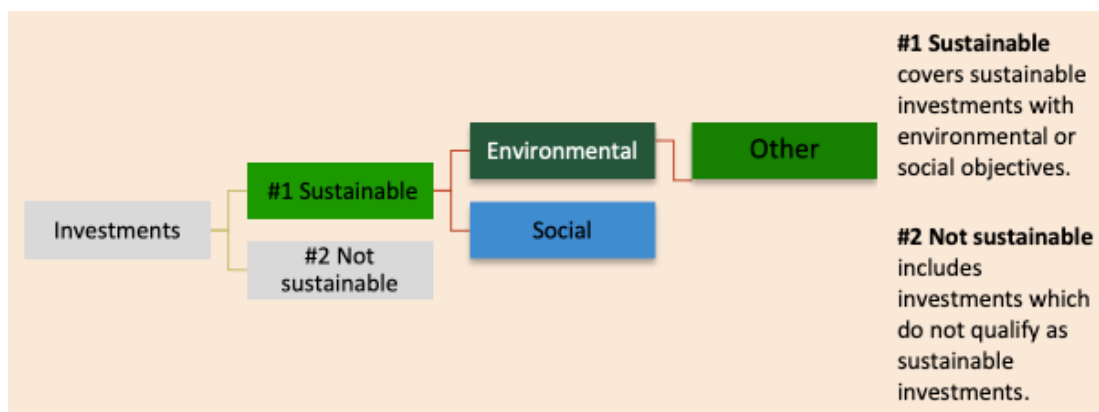 Investments
#1 Sustainable
#2 Not
sustainable
Environmental
Social
Other
#1 Sustainable
covers sustainable
investments with
environmental or
social objectives.
#2 Not sustainable
includes
investments which
do not qualify as
sustainable
investments.